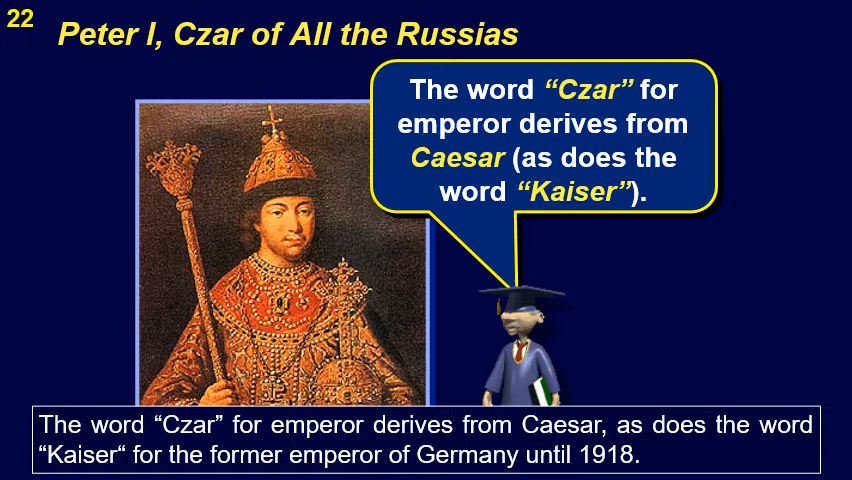 22
Peter I, Czar of All the Russias
The word “Czar” for
emperor derives from
Caesar (as does the
word “Kaiser”).
The word “Czar” for emperor derives from Caesar, as does the word
“Kaiser“ for the former emperor of Germany until 1918.